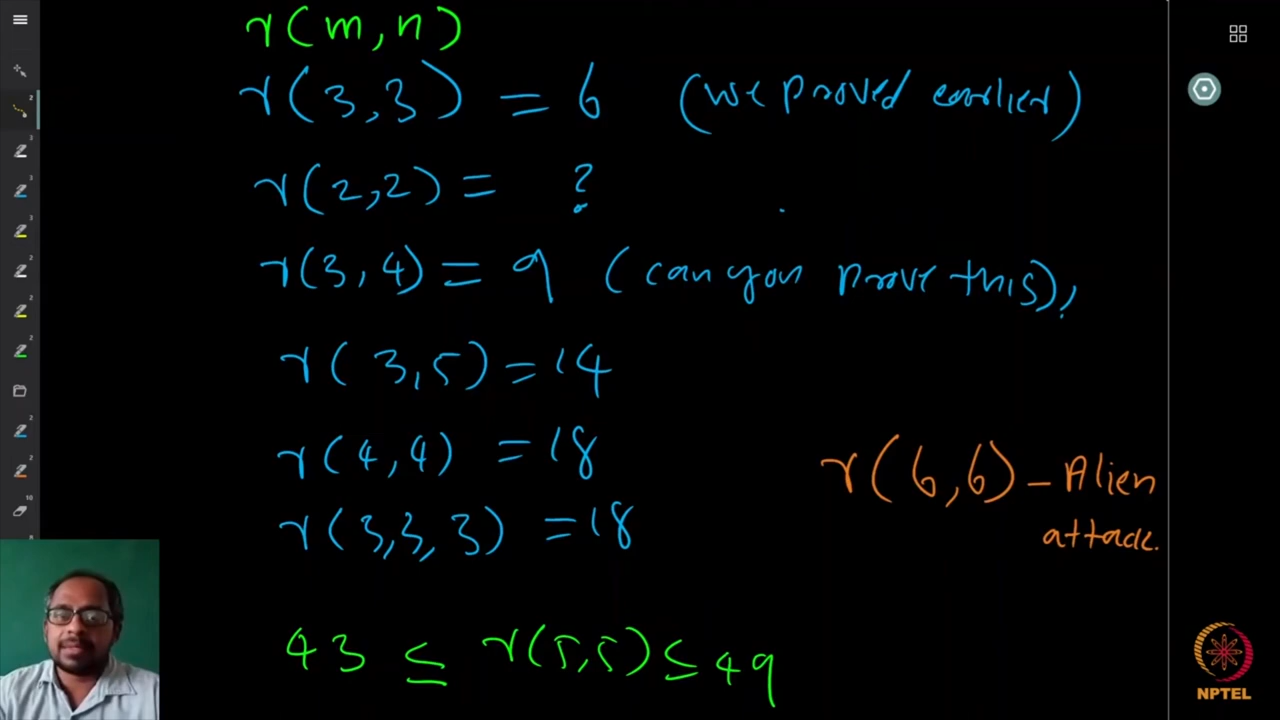 r(m,n)
r(3,3) = 6 (we proved earlier)
r(2,2) = ?
r(3,4) = 9 (can you prove this),
r(3,5) = 14
r(4,4) = 18
r(6,6) - Alien
attack.
r(3,3,3) = 18
43 ≤ r(5,5) ≤ 49
NPTEL